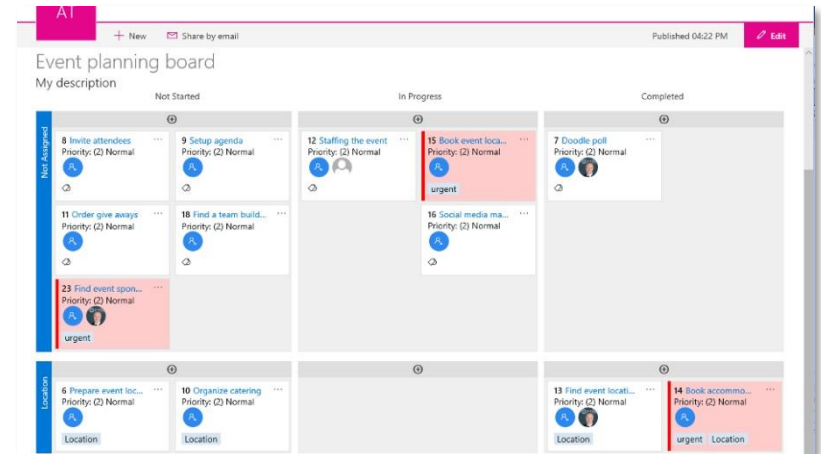 AT
New
Share by email
Published 04:22 PM
Edit
Event planning board
My description
Not Started
In Progress
Completed
Not Assigned
8 Invite attendees ...
Priority: (2) Normal
9 Setup agenda ...
Priority: (2) Normal
11 Order give aways ...
Priority: (2) Normal
18 Find a team build... ...
Priority: (2) Normal
23 Find event spon... ...
Priority: (2) Normal
urgent
12 Staffing the event ...
Priority: (2) Normal
15 Book event loca... ...
Priority: (2) Normal
urgent
16 Social media ma... ...
Priority: (2) Normal
7 Doodle poll ...
Priority: (2) Normal
Location
6 Prepare event loc... ...
Priority: (2) Normal
Location
10 Organize catering ...
Priority: (2) Normal
Location
13 Find event locati... ...
Priority: (2) Normal
Location
14 Book accommo... ...
Priority: (2) Normal
urgent Location